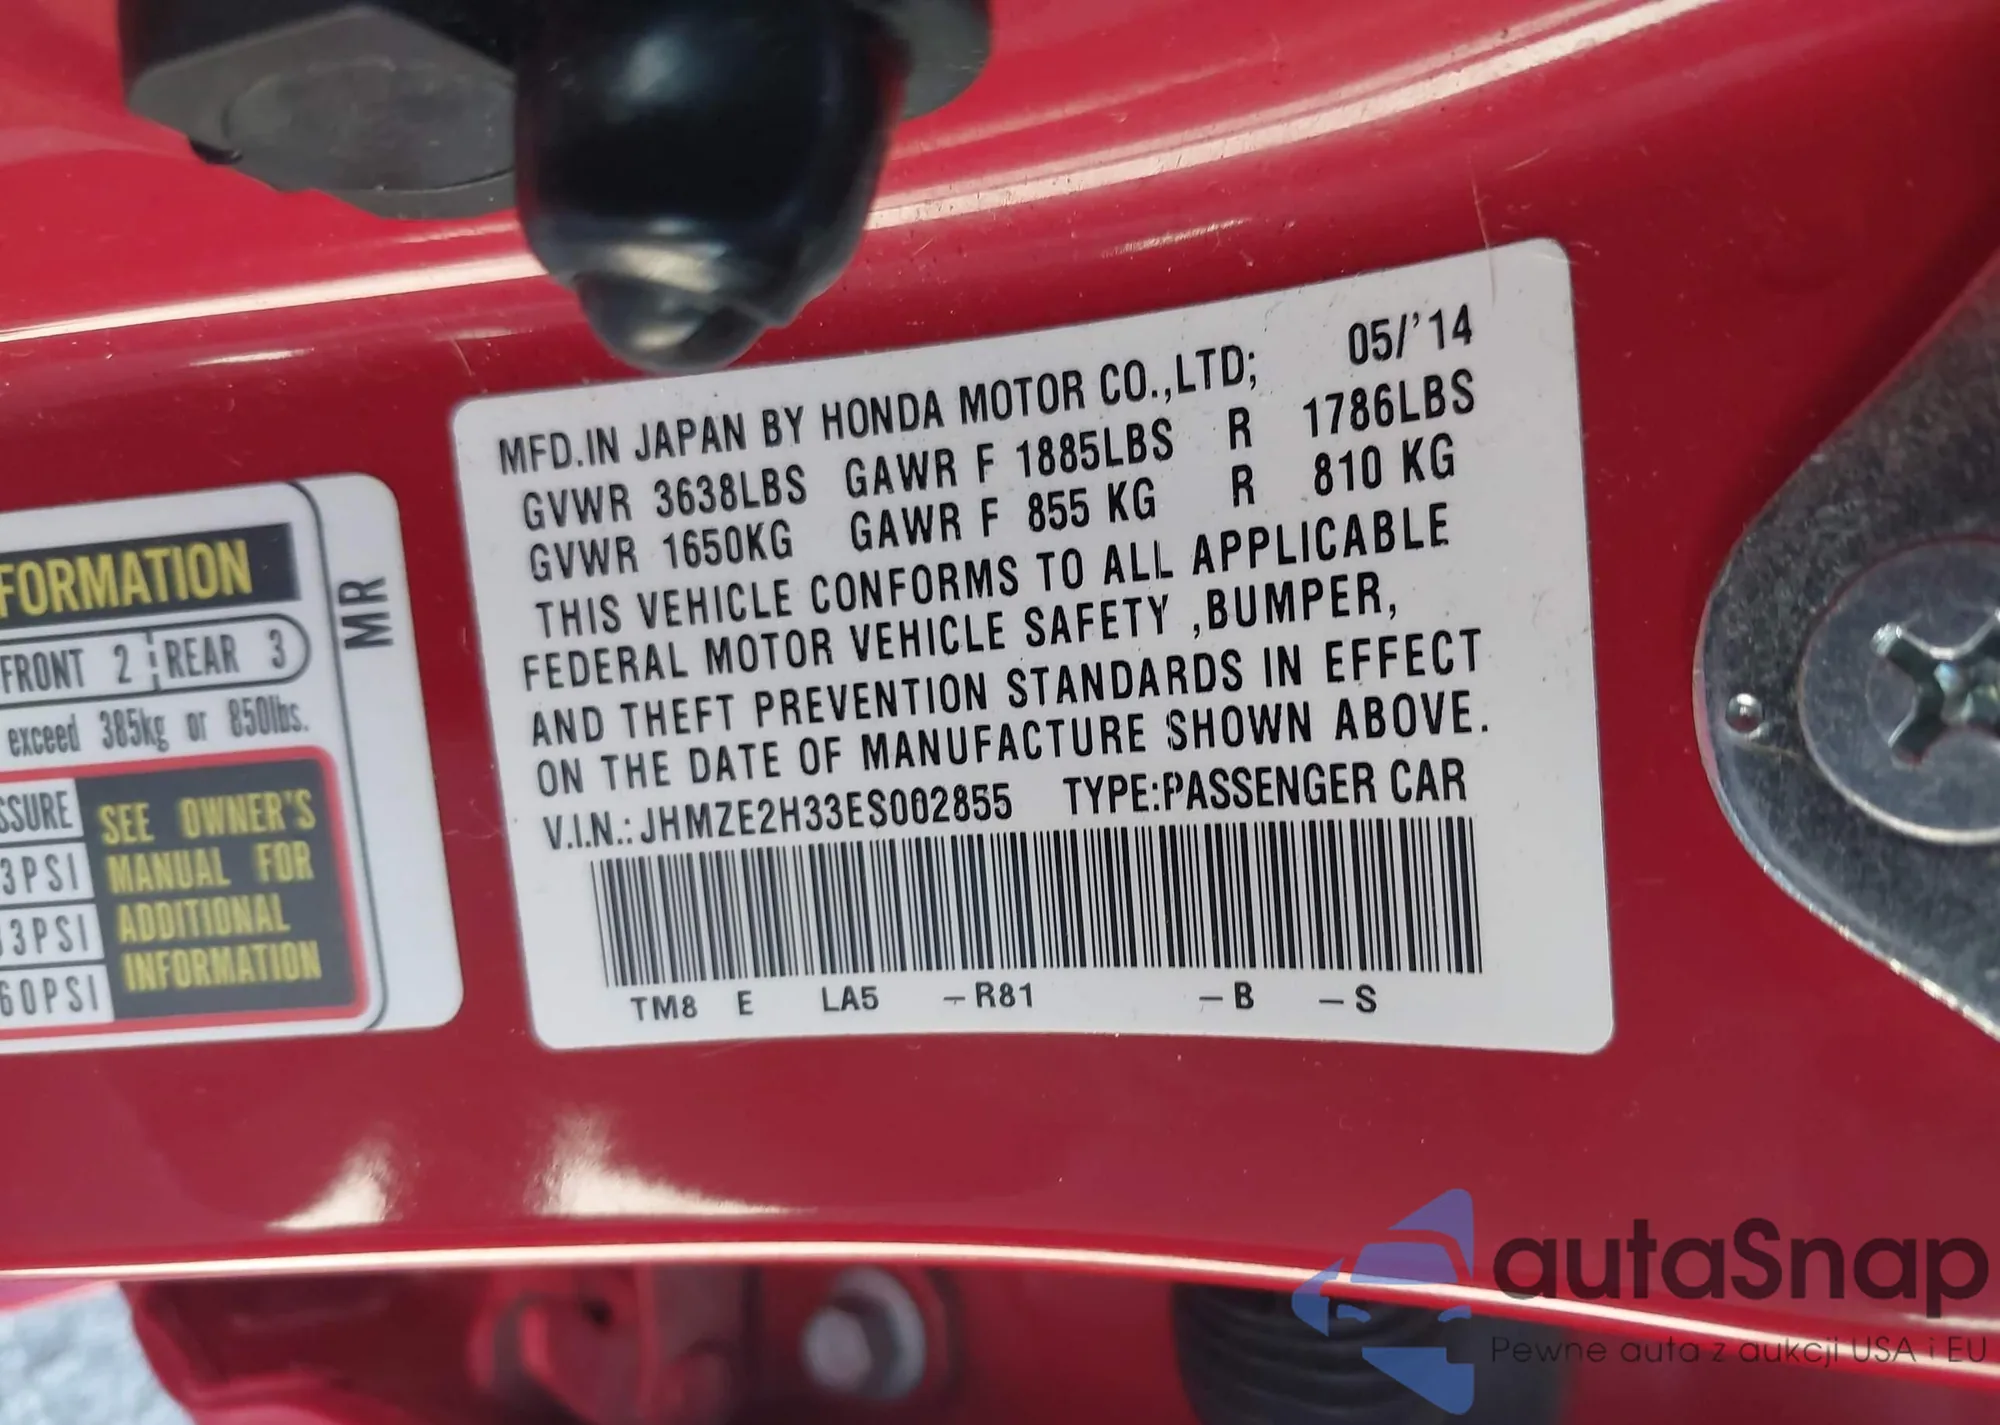 MFD.IN JAPAN BY HONDA MOTOR CO.,LTD; 05/'14
GVWR 3638LBS GAWR F 1885LBS R 1786LBS
GVWR 1650KG GAWR F 855 KG R 810 KG
THIS VEHICLE CONFORMS TO ALL APPLICABLE
FEDERAL MOTOR VEHICLE SAFETY ,BUMPER,
AND THEFT PREVENTION STANDARDS IN EFFECT
ON THE DATE OF MANUFACTURE SHOWN ABOVE.
V.I.N.: JHMZE2H33ES002855 TYPE:PASSENGER CAR
TM8 E LA5 –R81 –B –S
FORMATION
FRONT 2 REAR 3
exceed 385kg or 850lbs.
SSURE
3PSI
33PSI
60PSI
SEE OWNER'S
MANUAL FOR
ADDITIONAL
INFORMATION
MR
autaSnap
Pewne auta z aukcji USA i EU